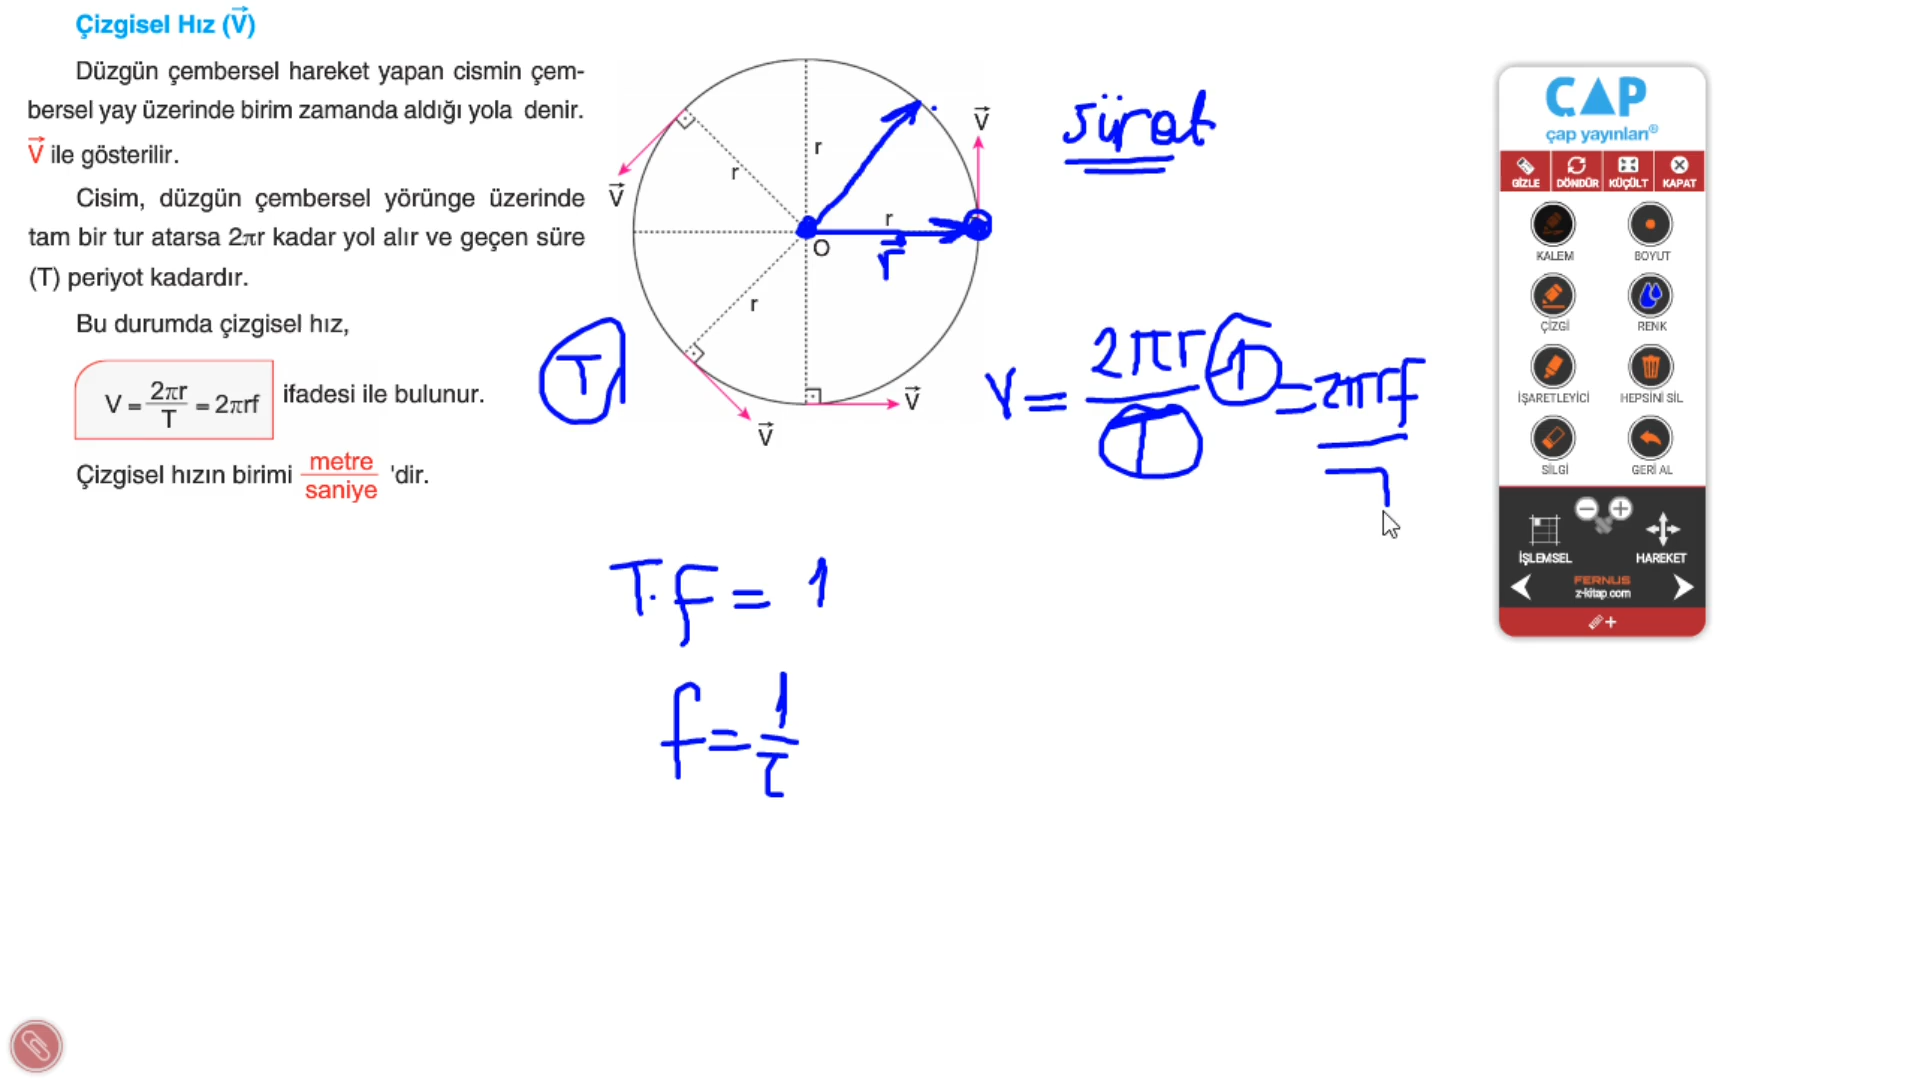 Çizgisel Hız (V)
Düzgün çembersel hareket yapan cismin çem-
bersel yay üzerinde birim zamanda aldığı yola denir.
V ile gösterilir.
Cisim, düzgün çembersel yörünge üzerinde
tam bir tur atarsa 2πr kadar yol alır ve geçen süre
(T) periyot kadardır.
Bu durumda çizgisel hız,
V = 2πr/T = 2πrf ifadesi ile bulunur.
Çizgisel hızın birimi metre/saniye 'dir.
V
r
r
r
r
O
r
V
V
V
T
sürat
V = 2πr/T = 2πrf
T.f = 1
f = 1/T
ÇAP
çap yayınları®
GİZLE
DÖNDÜR
KÜÇÜLT
KAPAT
KALEM
BOYUT
ÇİZGİ
RENK
İŞARETLEYİCİ
HEPSİNİ SİL
SİLGİ
GERİ AL
İŞLEMSEL
HAREKET
FERNUS
z-kitap.com